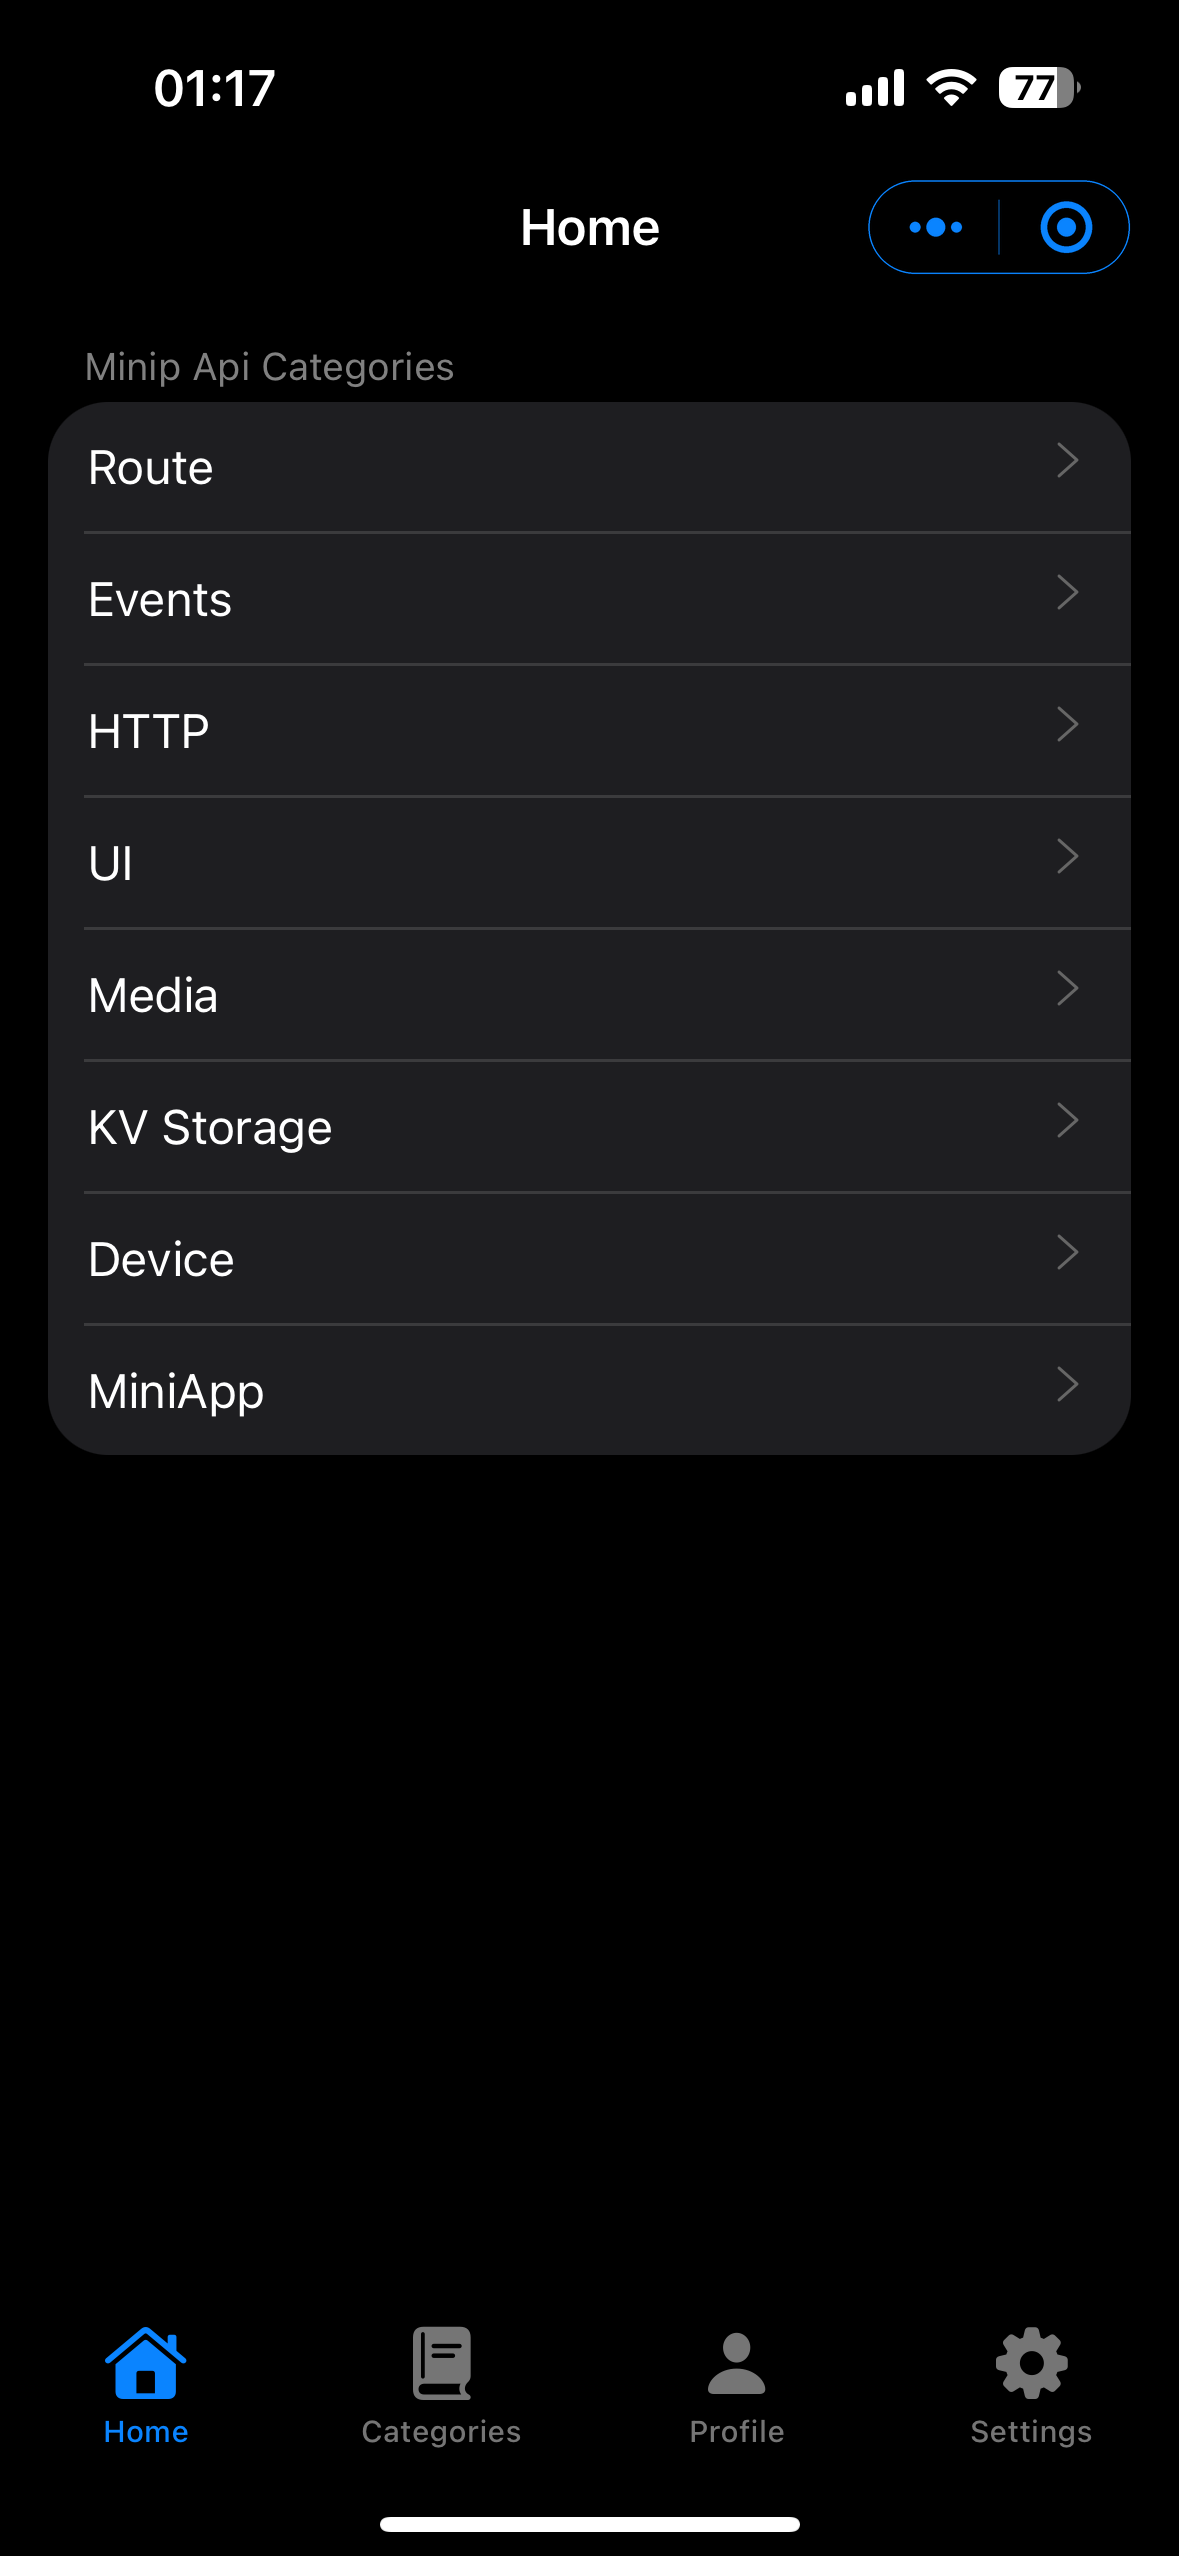 01:17
77
Home
Minip Api Categories
Route
Events
HTTP
UI
Media
KV Storage
Device
MiniApp
Home
Categories
Profile
Settings